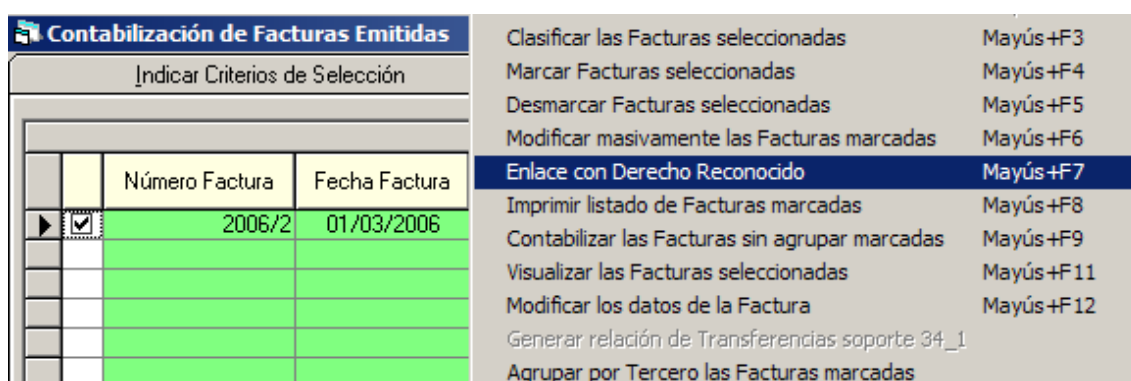 Contabilización de Facturas Emitidas
Indicar Criterios de Selección
Número Factura Fecha Factura
2006/2 01/03/2006
Clasificar las Facturas seleccionadas Mayús+F3
Marcar Facturas seleccionadas Mayús+F4
Desmarcar Facturas seleccionadas Mayús+F5
Modificar masivamente las Facturas marcadas Mayús+F6
Enlace con Derecho Reconocido Mayús+F7
Imprimir listado de Facturas marcadas Mayús+F8
Contabilizar las Facturas sin agrupar marcadas Mayús+F9
Visualizar las Facturas seleccionadas Mayús+F11
Modificar los datos de la Factura Mayús+F12
Generar relación de Transferencias soporte 34_1
Agrupar por Tercero las Facturas marcadas